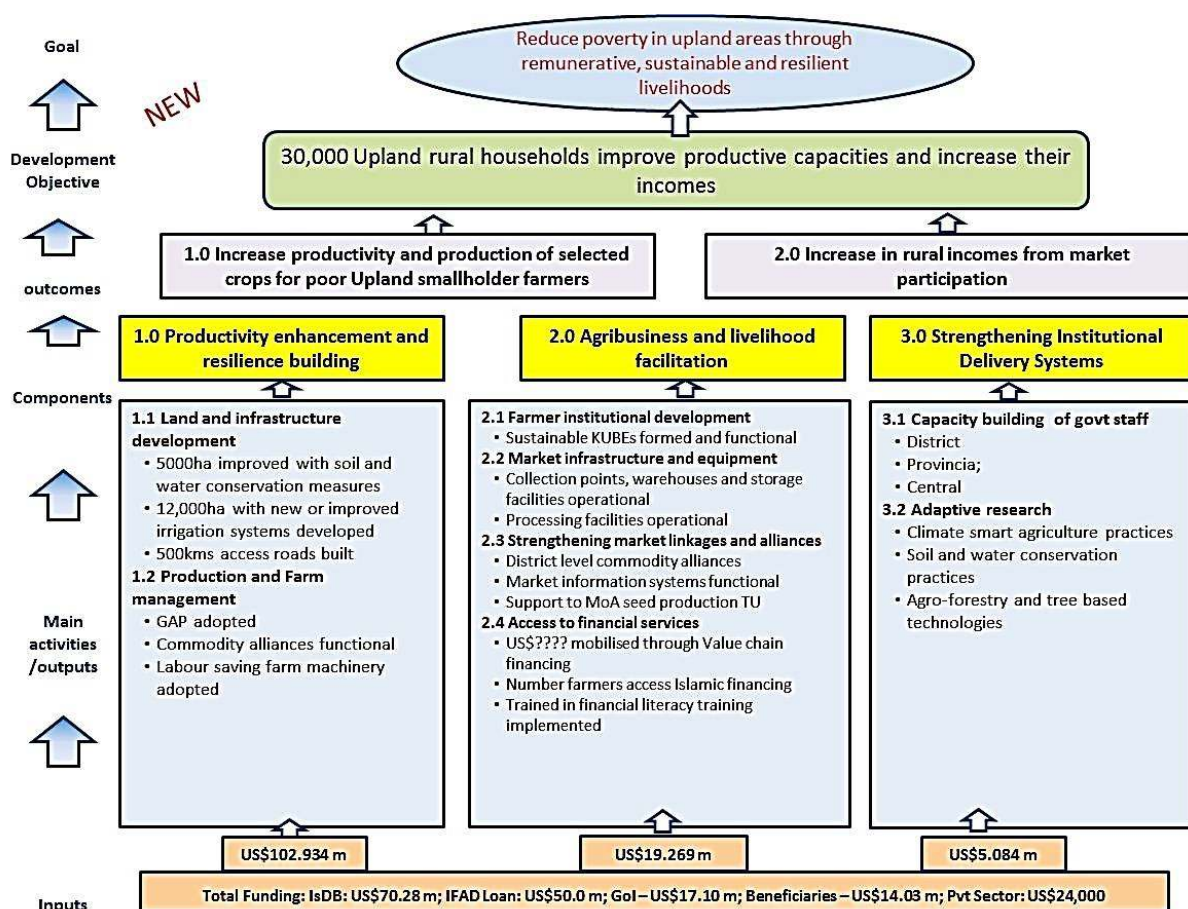 Goal
Reduce poverty in upland areas through
remunerative, sustainable and resilient
livelihoods
NEW
Development
Objective
30,000 Upland rural households improve productive capacities and increase their
incomes
outcomes
1.0 Increase productivity and production of selected
crops for poor Upland smallholder farmers
2.0 Increase in rural incomes from market
participation
Components
1.0 Productivity enhancement and
resilience building
2.0 Agribusiness and livelihood
facilitation
3.0 Strengthening Institutional
Delivery Systems
Main
activities
/outputs
1.1 Land and infrastructure
development
• 5000ha improved with soil and
water conservation measures
• 12,000ha with new or improved
irrigation systems developed
• 500kms access roads built
1.2 Production and Farm
management
• GAP adopted
• Commodity alliances functional
• Labour saving farm machinery
adopted
2.1 Farmer institutional development
• Sustainable KUBEs formed and functional
2.2 Market infrastructure and equipment
• Collection points, warehouses and storage
facilities operational
• Processing facilities operational
2.3 Strengthening market linkages and alliances
• District level commodity alliances
• Market information systems functional
• Support to MoA seed production TU
2.4 Access to financial services
• US$???? mobilised through Value chain
financing
• Number farmers access Islamic financing
• Trained in financial literacy training
implemented
3.1 Capacity building of govt staff
• District
• Provincia;
• Central
3.2 Adaptive research
• Climate smart agriculture practices
• Soil and water conservation
practices
• Agro-forestry and tree based
technologies
US$102.934 m
US$19.269 m
US$5.084 m
Inputs
Total Funding: IsDB: US$70.28 m; IFAD Loan: US$50.0 m; GoI – US$17.10 m; Beneficiaries – US$14.03 m; Pvt Sector: US$24,000